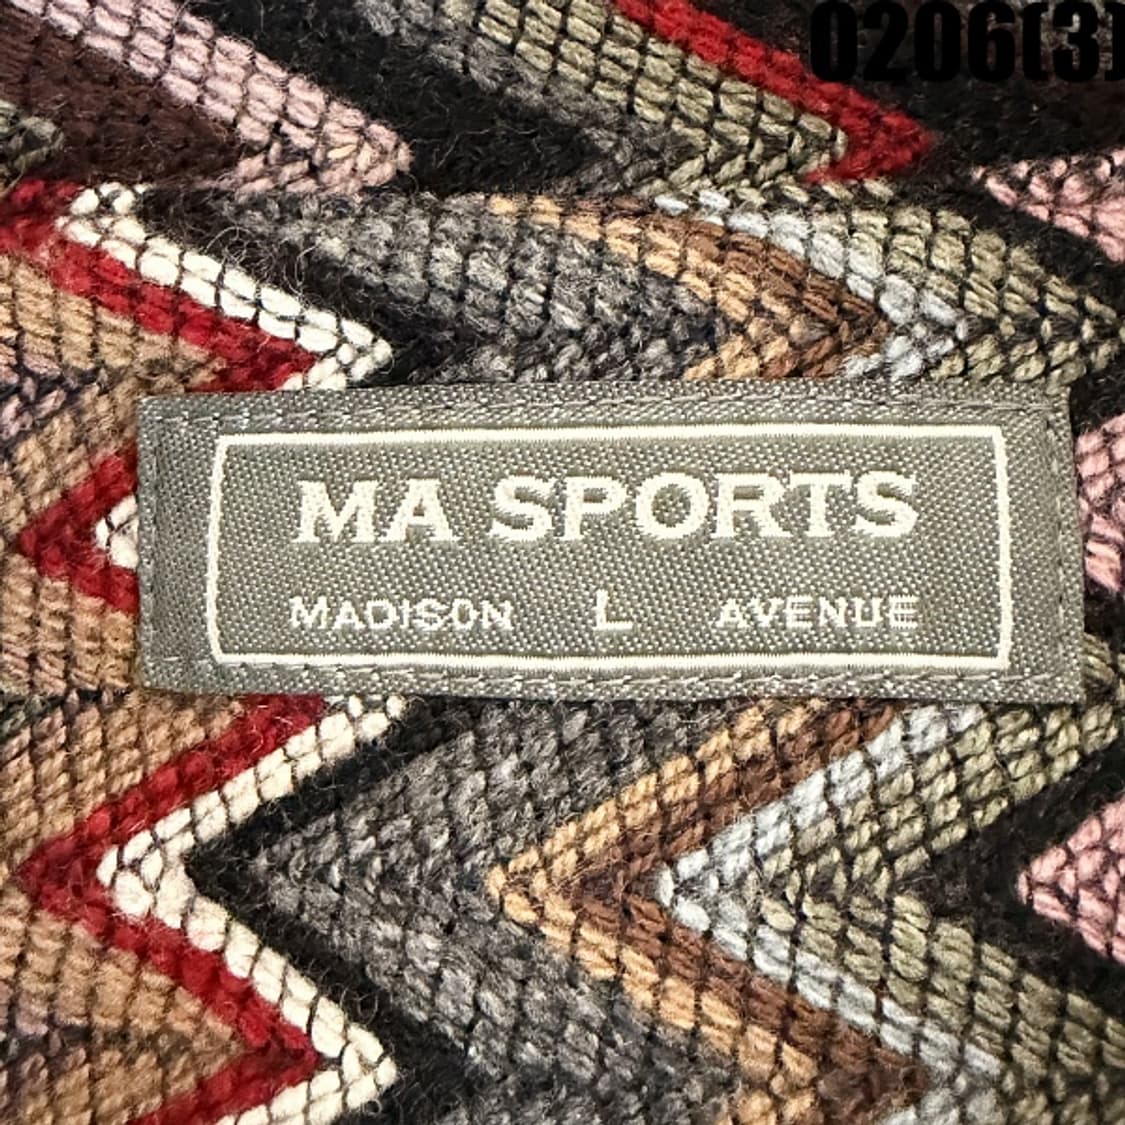 0206(3)
MA SPORTS
MADISON L AVENUE